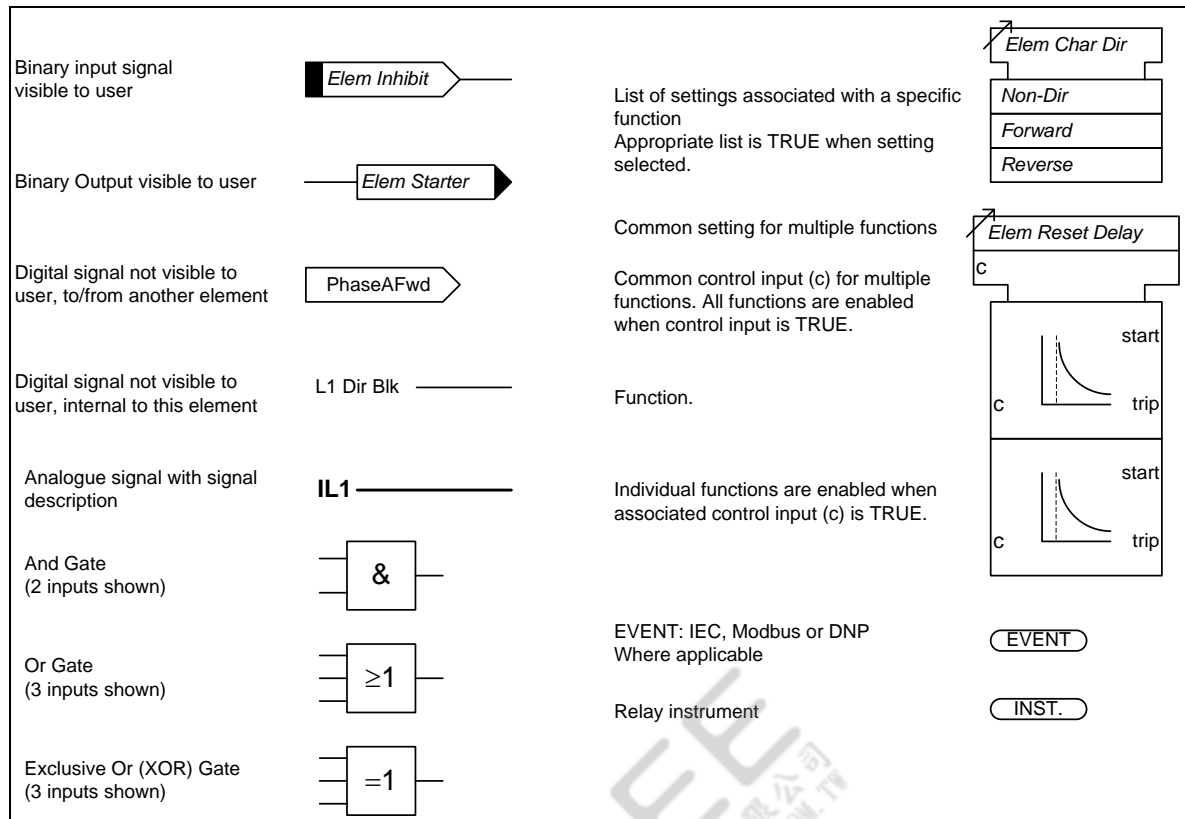 Binary input signal
visible to user
Elem Inhibit
Binary Output visible to user
Elem Starter
Digital signal not visible to
user, to/from another element
PhaseAFwd
Digital signal not visible to
user, internal to this element
L1 Dir Blk
Analogue signal with signal
description
IL1
And Gate
(2 inputs shown)
&
Or Gate
(3 inputs shown)
≥1
Exclusive Or (XOR) Gate
(3 inputs shown)
=1
List of settings associated with a specific
function
Appropriate list is TRUE when setting
selected.
Elem Char Dir
Non-Dir
Forward
Reverse
Common setting for multiple functions
Elem Reset Delay
Common control input (c) for multiple
functions. All functions are enabled
when control input is TRUE.
c
Function.
start
c
trip
Individual functions are enabled when
associated control input (c) is TRUE.
start
c
trip
EVENT: IEC, Modbus or DNP
Where applicable
EVENT
Relay instrument
INST.
限公司